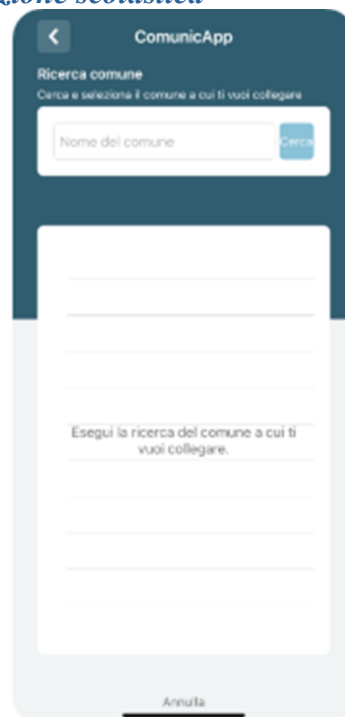 scolastica
ComunicApp
Ricerca comune
Cerca e seleziona il comune a cui ti vuoi collegare
Nome del comune
Cerca
Esegui la ricerca del comune a cui ti
vuoi collegare.
Annulla